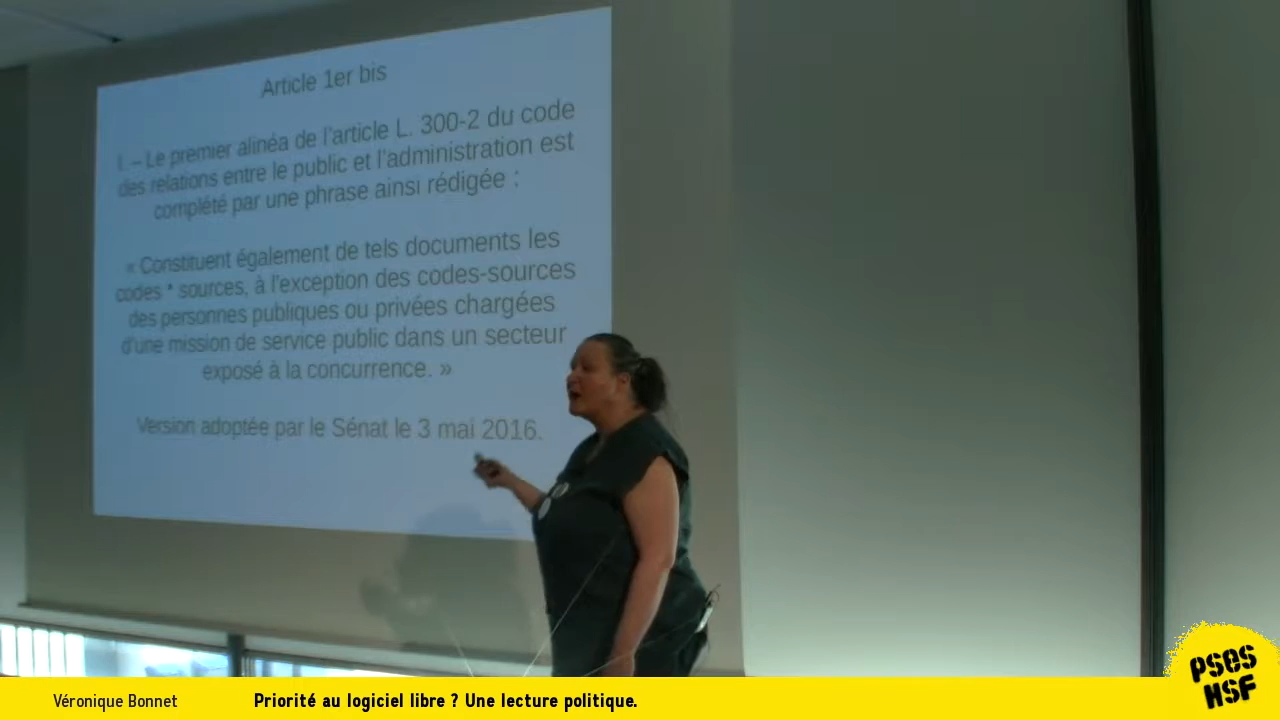 Article 1er bis
I. – Le premier alinéa de l'article L. 300-2 du code
des relations entre le public et l'administration est
complété par une phrase ainsi rédigée :
« Constituent également de tels documents les
codes * sources, à l'exception des codes-sources
des personnes publiques ou privées chargées
d'une mission de service public dans un secteur
exposé à la concurrence. »
Version adoptée par le Sénat le 3 mai 2016.
PSES
HSF
Véronique Bonnet Priorité au logiciel libre ? Une lecture politique.